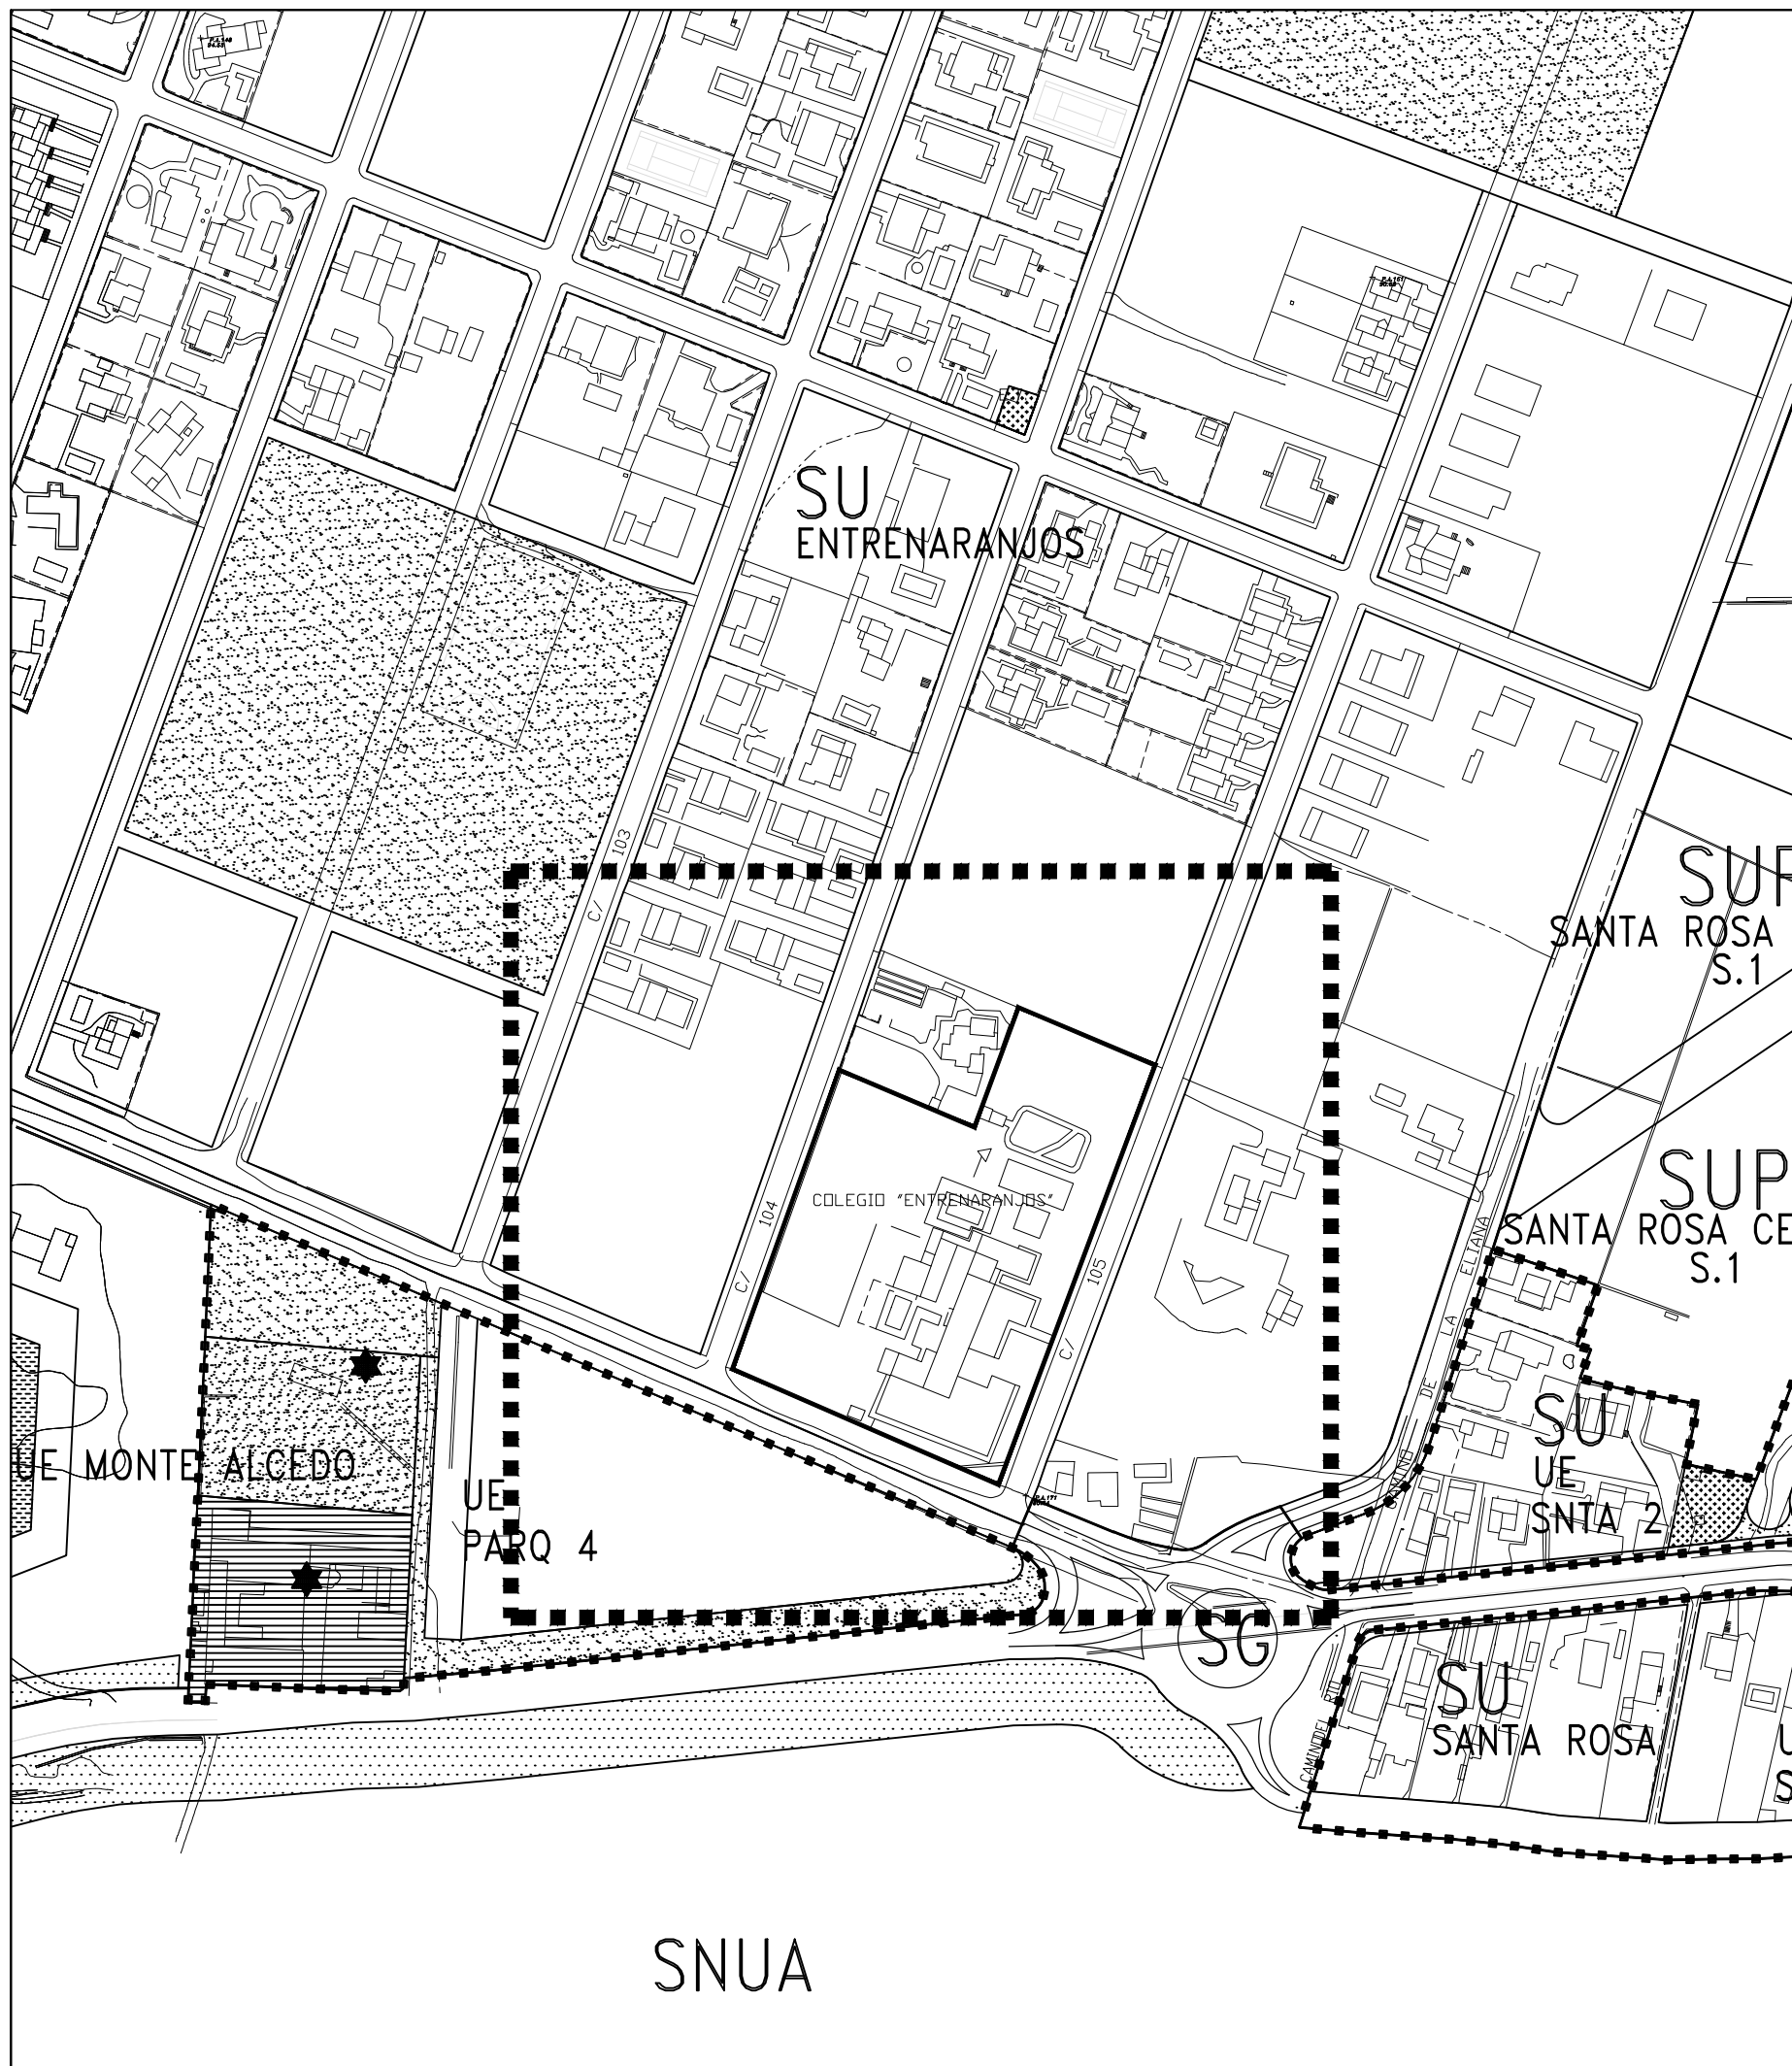 SU
ENTRENARANJOS
C/ 103
SANTA ROSA
S.1
COLEGIO "ENTRENARANJOS"
C/ 104
C/ 105
SUP
SANTA ROSA CE
S.1
CAMINO DE LA ELIANA
SU
UE
SNTA 2
UE MONTE ALCEDO
UE
PARQ 4
SG
SU
SANTA ROSA
SNUA